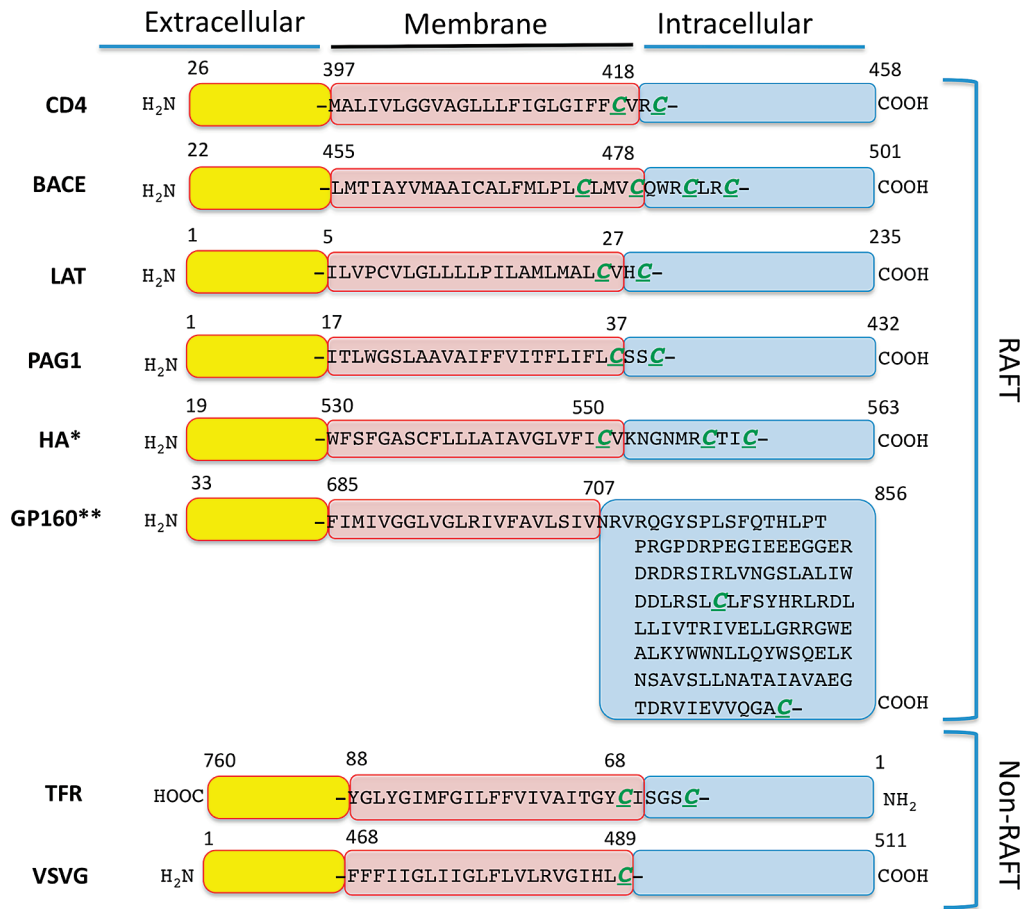 Extracellular Membrane Intracellular
26 397 418 458
CD4 H2N –MALIVLGGVAGLLLFIGLGIFFCVRC– COOH
22 455 478 501
BACE H2N –LMTIAYVMAAICALFMLPLCLMVCQWRCLRC– COOH
1 5 27 235
LAT H2N –ILVPCVLGLLLLPILAMLMALCVHC– COOH
1 17 37 432
PAG1 H2N –ITLWGSLAAVAIFFVITFLIFLCSSC– COOH
19 530 550 563
HA* H2N –WFSFGASCFLLLAIAVGLVFICVKNGNMRCTIC– COOH
33 685 707 856
GP160** H2N –FIMIVGGLVGLRIVFAVLSIVNRVRQGYSPLSFQTHLPT
PRGPDRPEGIEEEGGER
DRDRSIRLVNGSLALIW
DDLRSLCLFSYHRLRDL
LLIVTRIVELLGRRGWE
ALKYWWNLLQYWSQELK
NSAVSLLNATAIAVAEG
TDRVIEVVQGAC– COOH
RAFT
760 88 68 1
TFR HOOC –YGLYGIMFGILFFVIVAITGYCISGSC– NH2
1 468 489 511
VSVG H2N –FFFIIGLIIGLFLVLRVGIHLC– COOH
Non-RAFT